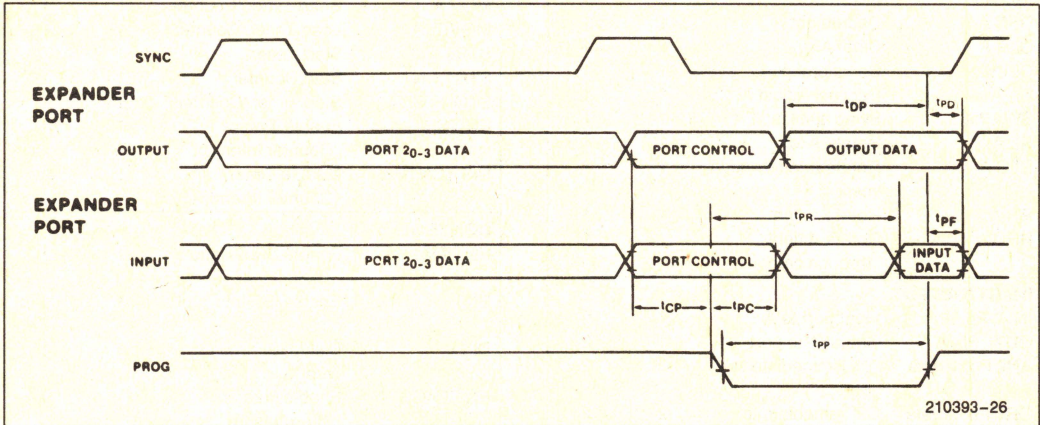 SYNC
EXPANDER
PORT
tDP
tPD
OUTPUT
PORT 20-3 DATA
PORT CONTROL
OUTPUT DATA
EXPANDER
PORT
tPR
tPF
INPUT
PCRT 20-3 DATA
PORT CONTROL
INPUT
DATA
tCP
tPC
tPP
PROG
210393-26